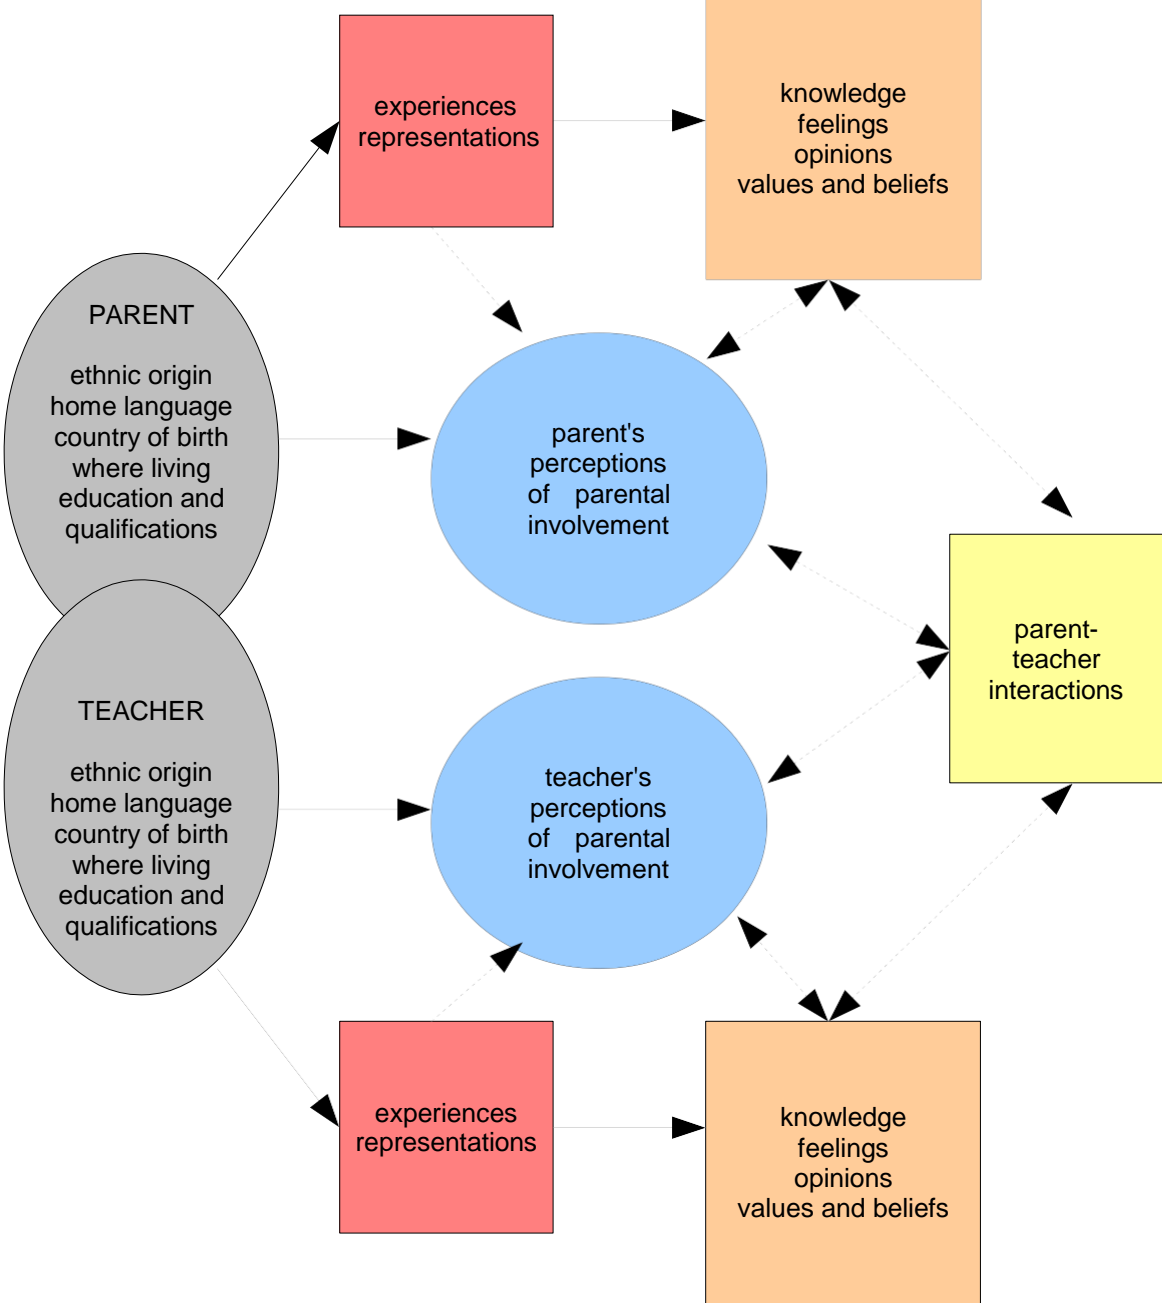 experiences
representations
knowledge
feelings
opinions
values and beliefs
PARENT
ethnic origin
home language
country of birth
where living
education and
qualifications
parent's
perceptions
of parental
involvement
parent-
teacher
interactions
TEACHER
ethnic origin
home language
country of birth
where living
education and
qualifications
teacher's
perceptions
of parental
involvement
experiences
representations
knowledge
feelings
opinions
values and beliefs